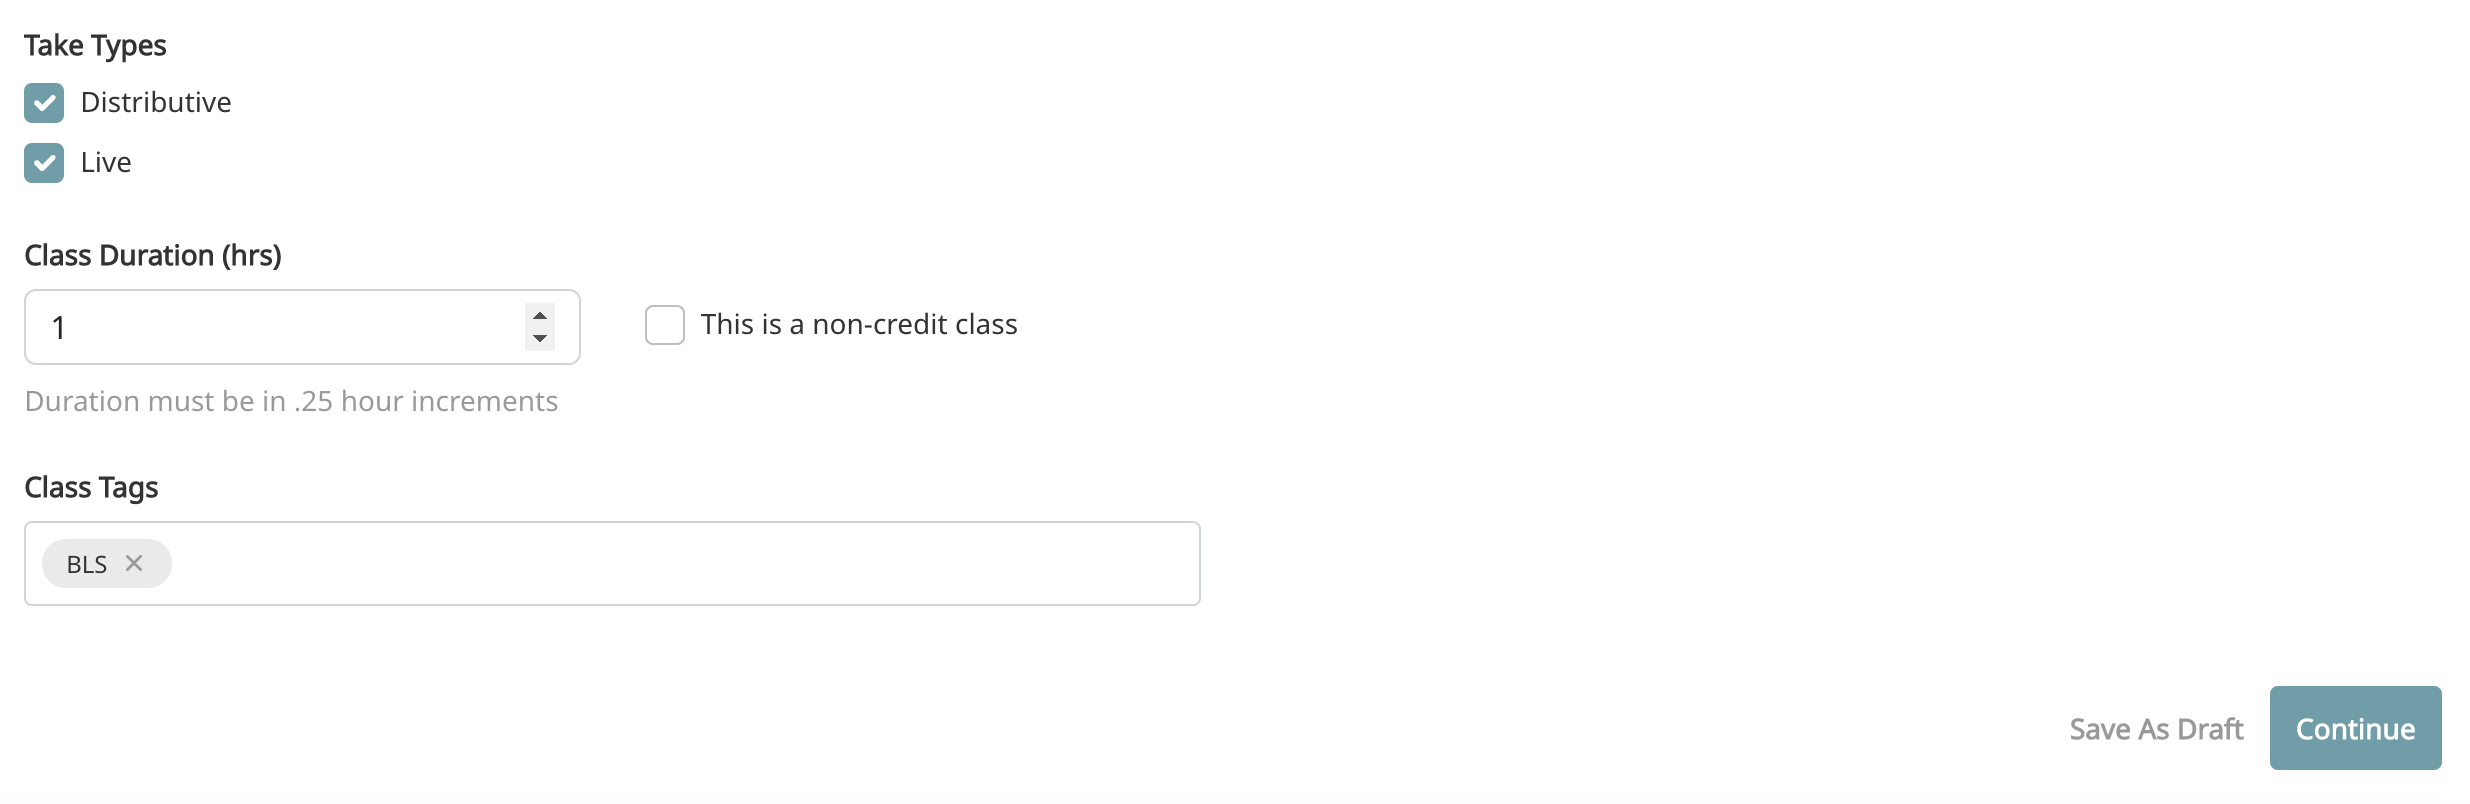 Take Types
Distributive
Live
Class Duration (hrs)
1
This is a non-credit class
Duration must be in .25 hour increments
Class Tags
BLS
Save As Draft
Continue